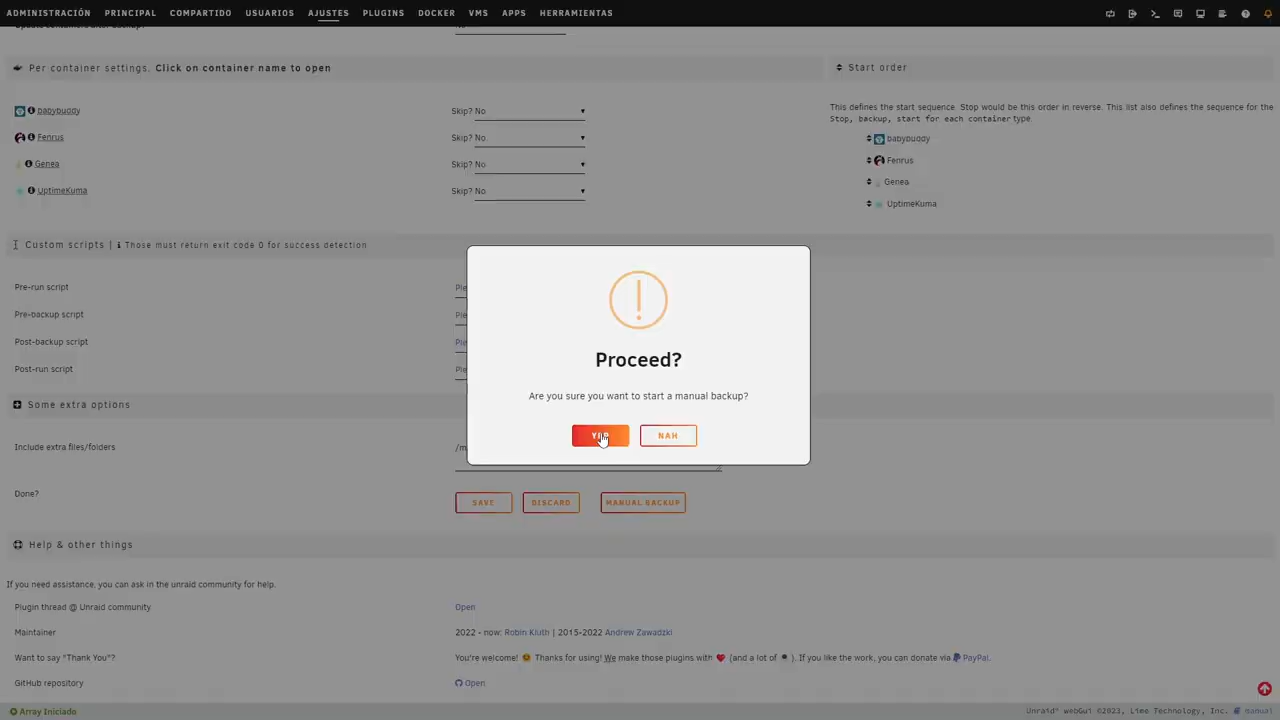 ADMINISTRACIÓN PRINCIPAL COMPARTIDO USUARIOS AJUSTES PLUGINS DOCKER VMS APPS HERRAMIENTAS
Per container settings. Click on container name to open
Start order
babybuddy
Skip? No
Fenrus
Skip? No
Genea
Skip? No
UptimeKuma
Skip? No
This defines the start sequence. Stop would be this order in reverse. This list also defines the sequence for the
Stop, backup, start for each container type.
babybuddy
Fenrus
Genea
UptimeKuma
Custom scripts | Those must return exit code 0 for success detection
Pre-run script
Pre-backup script
Post-backup script
Post-run script
Proceed?
Are you sure you want to start a manual backup?
NAH
Some extra options
Include extra files/folders
Done?
SAVE DISCARD MANUAL BACKUP
Help & other things
If you need assistance, you can ask in the unraid community for help.
Plugin thread @ Unraid community
Open
Maintainer
2022 - now: Robin Kluth | 2015-2022 Andrew Zawadzki
Want to say "Thank You"?
You're welcome! 😊 Thanks for using! We make those plugins with ❤ (and a lot of ). If you like the work, you can donate via PayPal.
GitHub repository
Open
Array Iniciado
Unraid® webGui ©2023, Lime Technology, Inc. manual